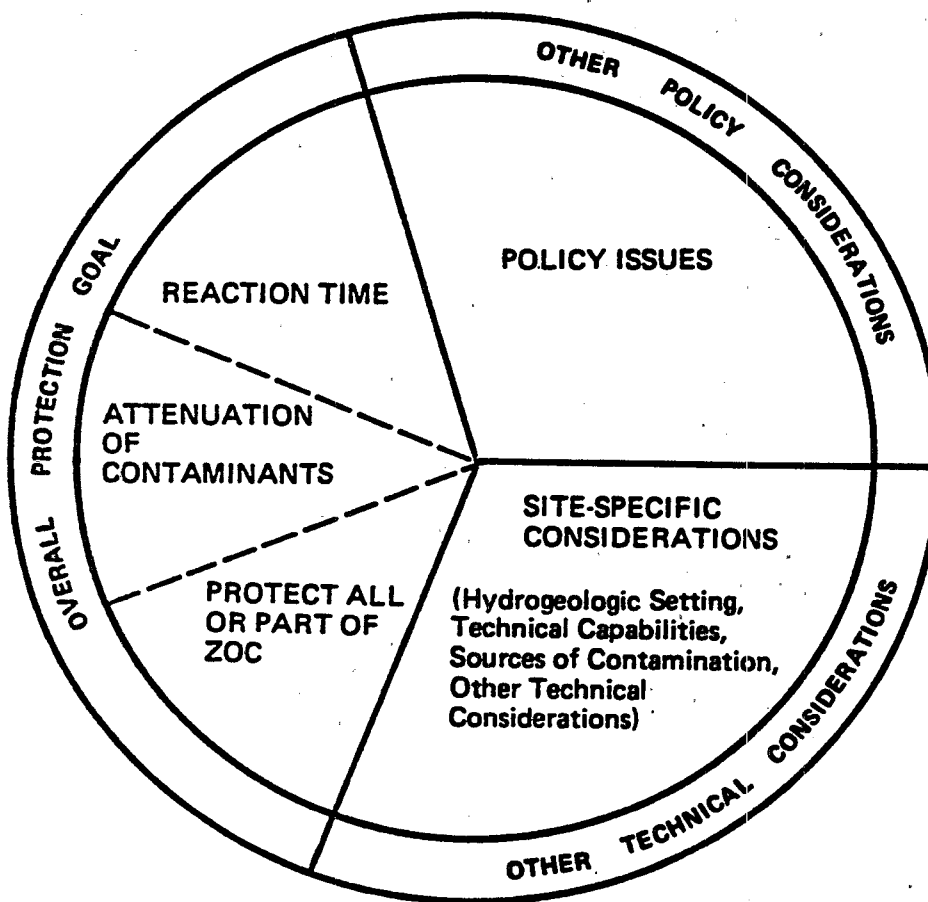 OTHER POLICY CONSIDERATIONS
POLICY ISSUES
OVERALL PROTECTION GOAL
REACTION TIME
ATTENUATION
OF
CONTAMINANTS
PROTECT ALL
OR PART OF
ZOC
SITE-SPECIFIC
CONSIDERATIONS
(Hydrogeologic Setting,
Technical Capabilities,
Sources of Contamination,
Other Technical
Considerations)
OTHER TECHNICAL CONSIDERATIONS